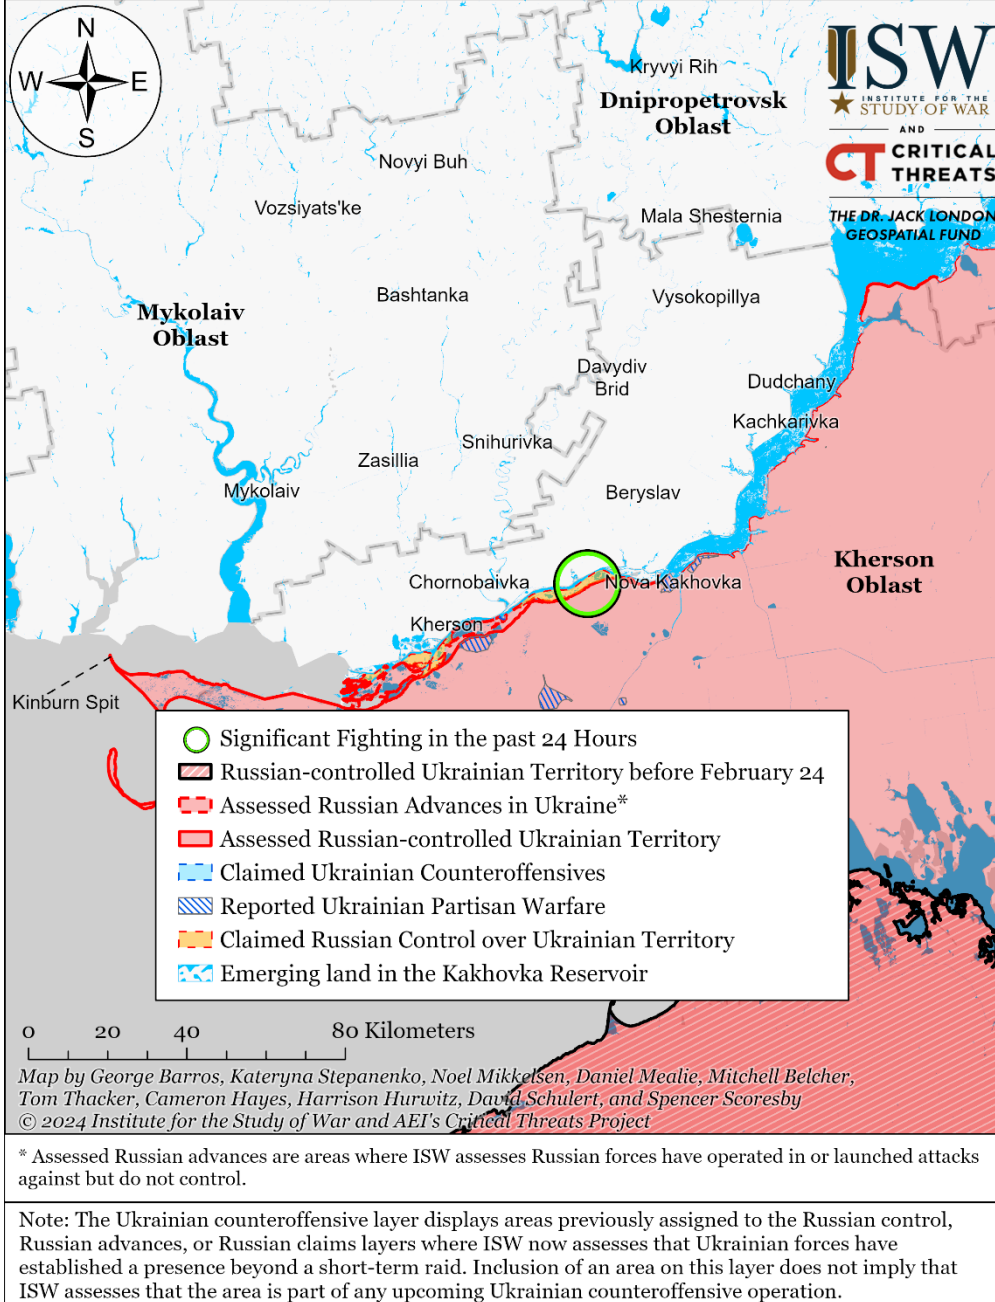 N
W
E
S
ISW
INSTITUTE FOR THE
STUDY OF WAR
AND
CT CRITICAL
THREATS
THE DR. JACK LONDON
GEOSPATIAL FUND
Kryvyi Rih
Dnipropetrovsk
Oblast
Novyi Buh
Vozsiyats'ke
Mala Shesternia
Bashtanka
Vysokopillya
Mykolaiv
Oblast
Davydiv
Brid
Dudchany
Kachkarivka
Snihurivka
Zasillia
Mykolaiv
Beryslav
Kherson
Oblast
Chornobaivka
Nova Kakhovka
Kherson
Kinburn Spit
Significant Fighting in the past 24 Hours
Russian-controlled Ukrainian Territory before February 24
Assessed Russian Advances in Ukraine*
Assessed Russian-controlled Ukrainian Territory
Claimed Ukrainian Counteroffensives
Reported Ukrainian Partisan Warfare
Claimed Russian Control over Ukrainian Territory
Emerging land in the Kakhovka Reservoir
0 20 40 80 Kilometers
Map by George Barros, Kateryna Stepanenko, Noel Mikkelsen, Daniel Mealie, Mitchell Belcher,
Tom Thacker, Cameron Hayes, Harrison Hurwitz, David Schulert, and Spencer Scoresby
© 2024 Institute for the Study of War and AEI's Critical Threats Project
* Assessed Russian advances are areas where ISW assesses Russian forces have operated in or launched attacks
against but do not control.
Note: The Ukrainian counteroffensive layer displays areas previously assigned to the Russian control,
Russian advances, or Russian claims layers where ISW now assesses that Ukrainian forces have
established a presence beyond a short-term raid. Inclusion of an area on this layer does not imply that
ISW assesses that the area is part of any upcoming Ukrainian counteroffensive operation.